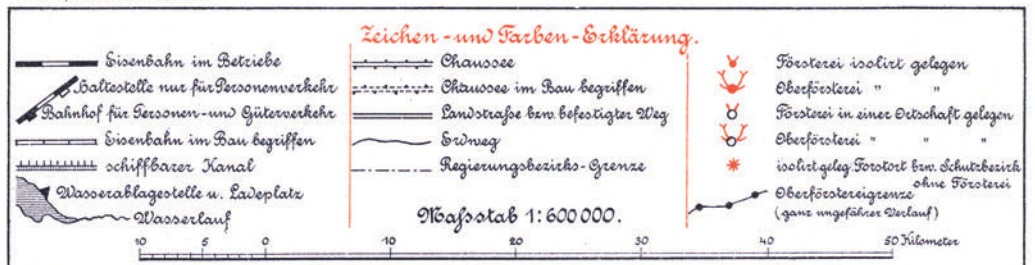 Zeichen-und Farben-Erklärung.
Eisenbahn im Betriebe
Haltestelle nur für Personenverkehr
Bahnhof für Personen-und Güterverkehr
Eisenbahn im Bau begriffen
schiffbarer Kanal
Wasserablagestelle u. Ladeplatz
Wasserlauf
Chaussee
Chaussee im Bau begriffen
Landstraße bzw. befestigter Weg
Erdweg
Regierungsbezirks-Grenze
Maßstab 1:600000.
Försterei isolirt gelegen
Oberförsterei " "
Försterei in einer Ortschaft gelegen
Oberförsterei " " "
isolirt geleg. Forstort bzw. Schutzbezirk
ohne Försterei
Oberförstereigrenze
(ganz ungefährer Verlauf)
10 5 0 10 20 30 40 50 Kilometer